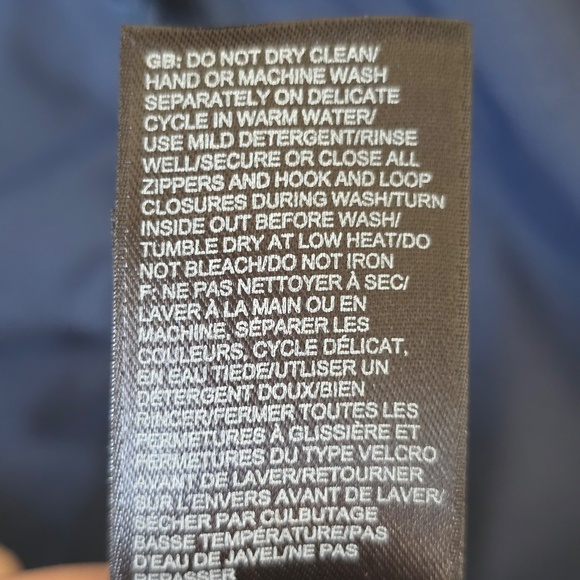 GB: DO NOT DRY CLEAN/
HAND OR MACHINE WASH
SEPARATELY ON DELICATE
CYCLE IN WARM WATER/
USE MILD DETERGENT/RINSE
WELL/SECURE OR CLOSE ALL
ZIPPERS AND HOOK AND LOOP
CLOSURES DURING WASH/TURN
INSIDE OUT BEFORE WASH/
TUMBLE DRY AT LOW HEAT/DO
NOT BLEACH/DO NOT IRON
F: NE PAS NETTOYER À SEC/
LAVER À LA MAIN OU EN
MACHINE, SÉPARER LES
COULEURS, CYCLE DÉLICAT,
EN EAU TIEDE/UTLISER UN
DÉTERGENT DOUX/BIEN
RINCER/FERMER TOUTES LES
FERMETURES À GLISSIÈRE ET
FERMETURES DU TYPE VELCRO
AVANT DE LAVER/RETOURNER
SUR L'ENVERS AVANT DE LAVER/
SÉCHER PAR CULBUTAGE
BASSE TEMPÉRATURE/PAS
D'EAU DE JAVEL/NE PAS
REPASSER